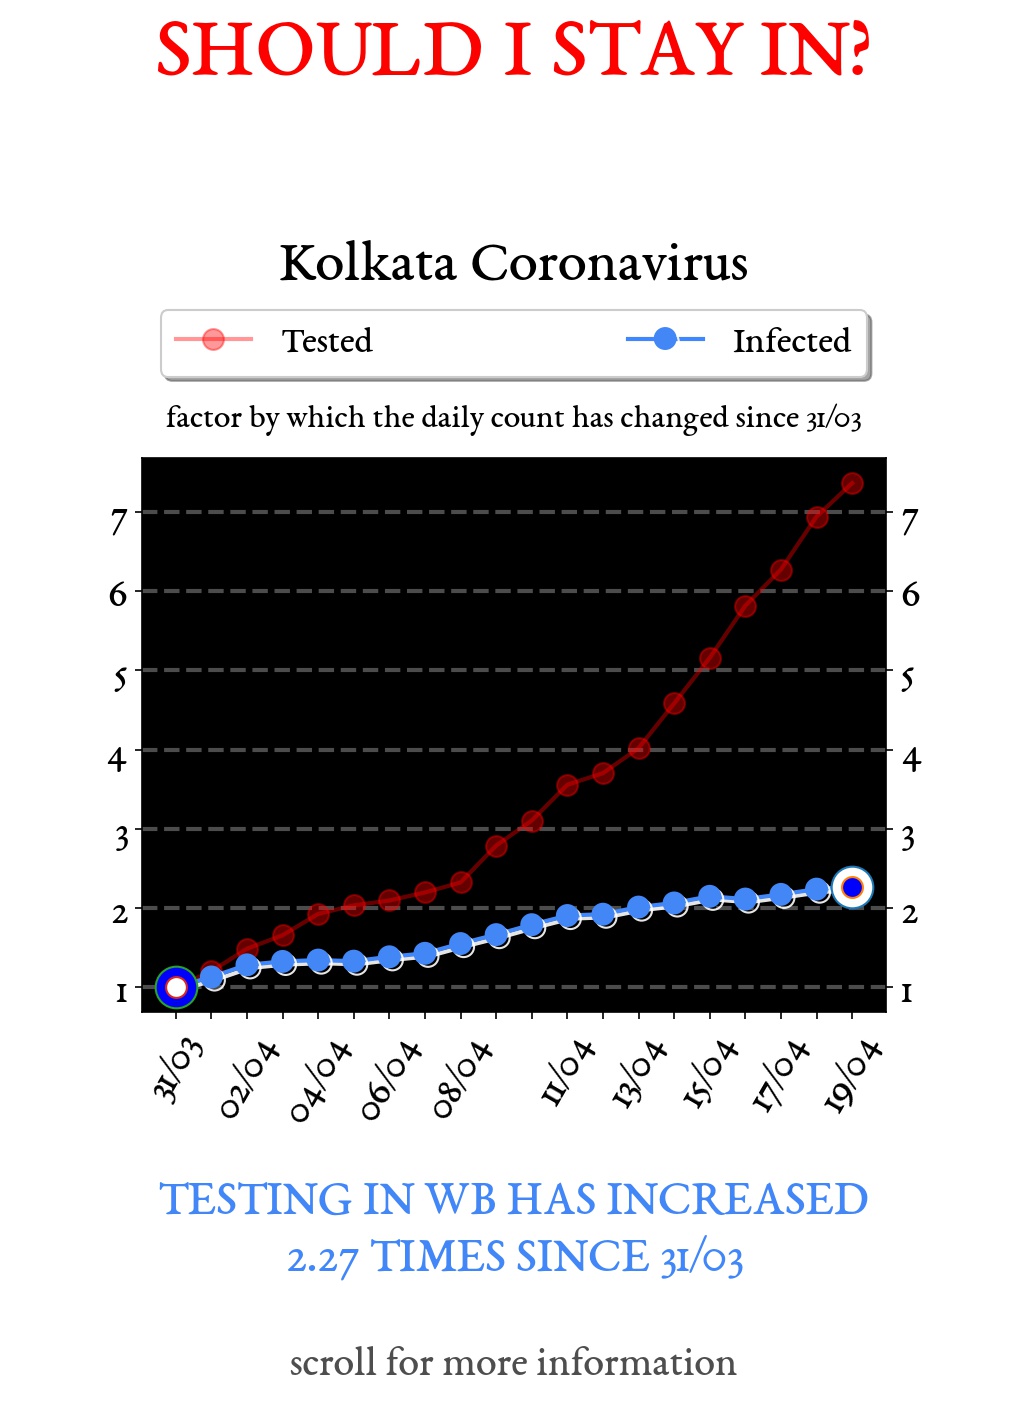 SHOULD I STAY IN?
Kolkata Coronavirus
Tested Infected
factor by which the daily count has changed since 31/03
7 7
6 6
5 5
4 4
3 3
2 2
1 1
31/03 02/04 04/04 06/04 08/04 11/04 13/04 15/04 17/04 19/04
TESTING IN WB HAS INCREASED
2.27 TIMES SINCE 31/03
scroll for more information